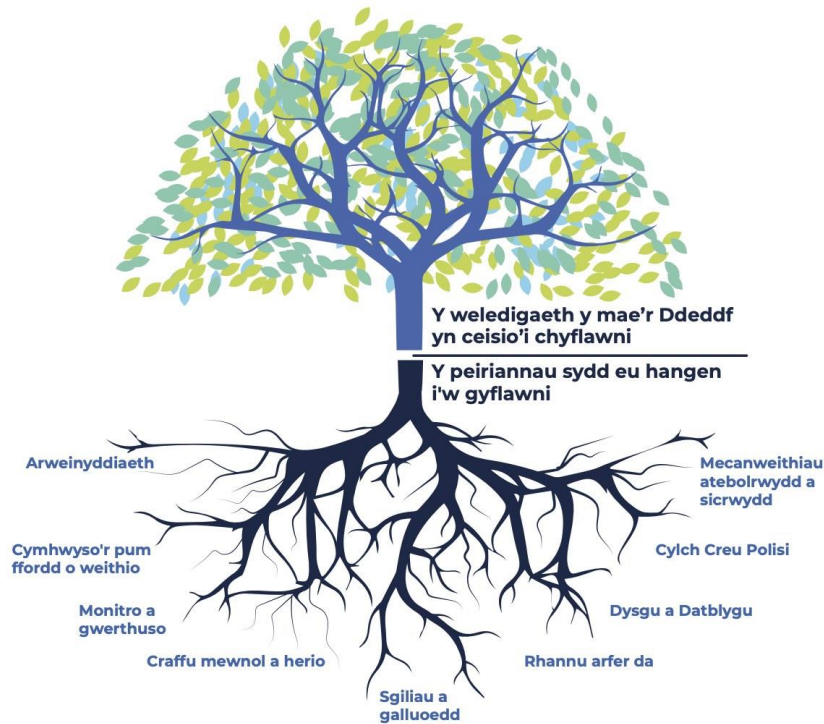 Y weledigaeth y mae'r Ddeddf
yn ceisio'i chyflawni
Y peiriannau sydd eu hangen
i'w gyflawni
Arweinyddiaeth
Mecanweithiau
atebolrwydd a
sicrwydd
Cymhwyso'r pum
ffordd o weithio
Cylch Creu Polisi
Monitro a
gwerthuso
Dysgu a Datblygu
Craffu mewnol a herio
Rhannu arfer da
Sgiliau a
galluoedd